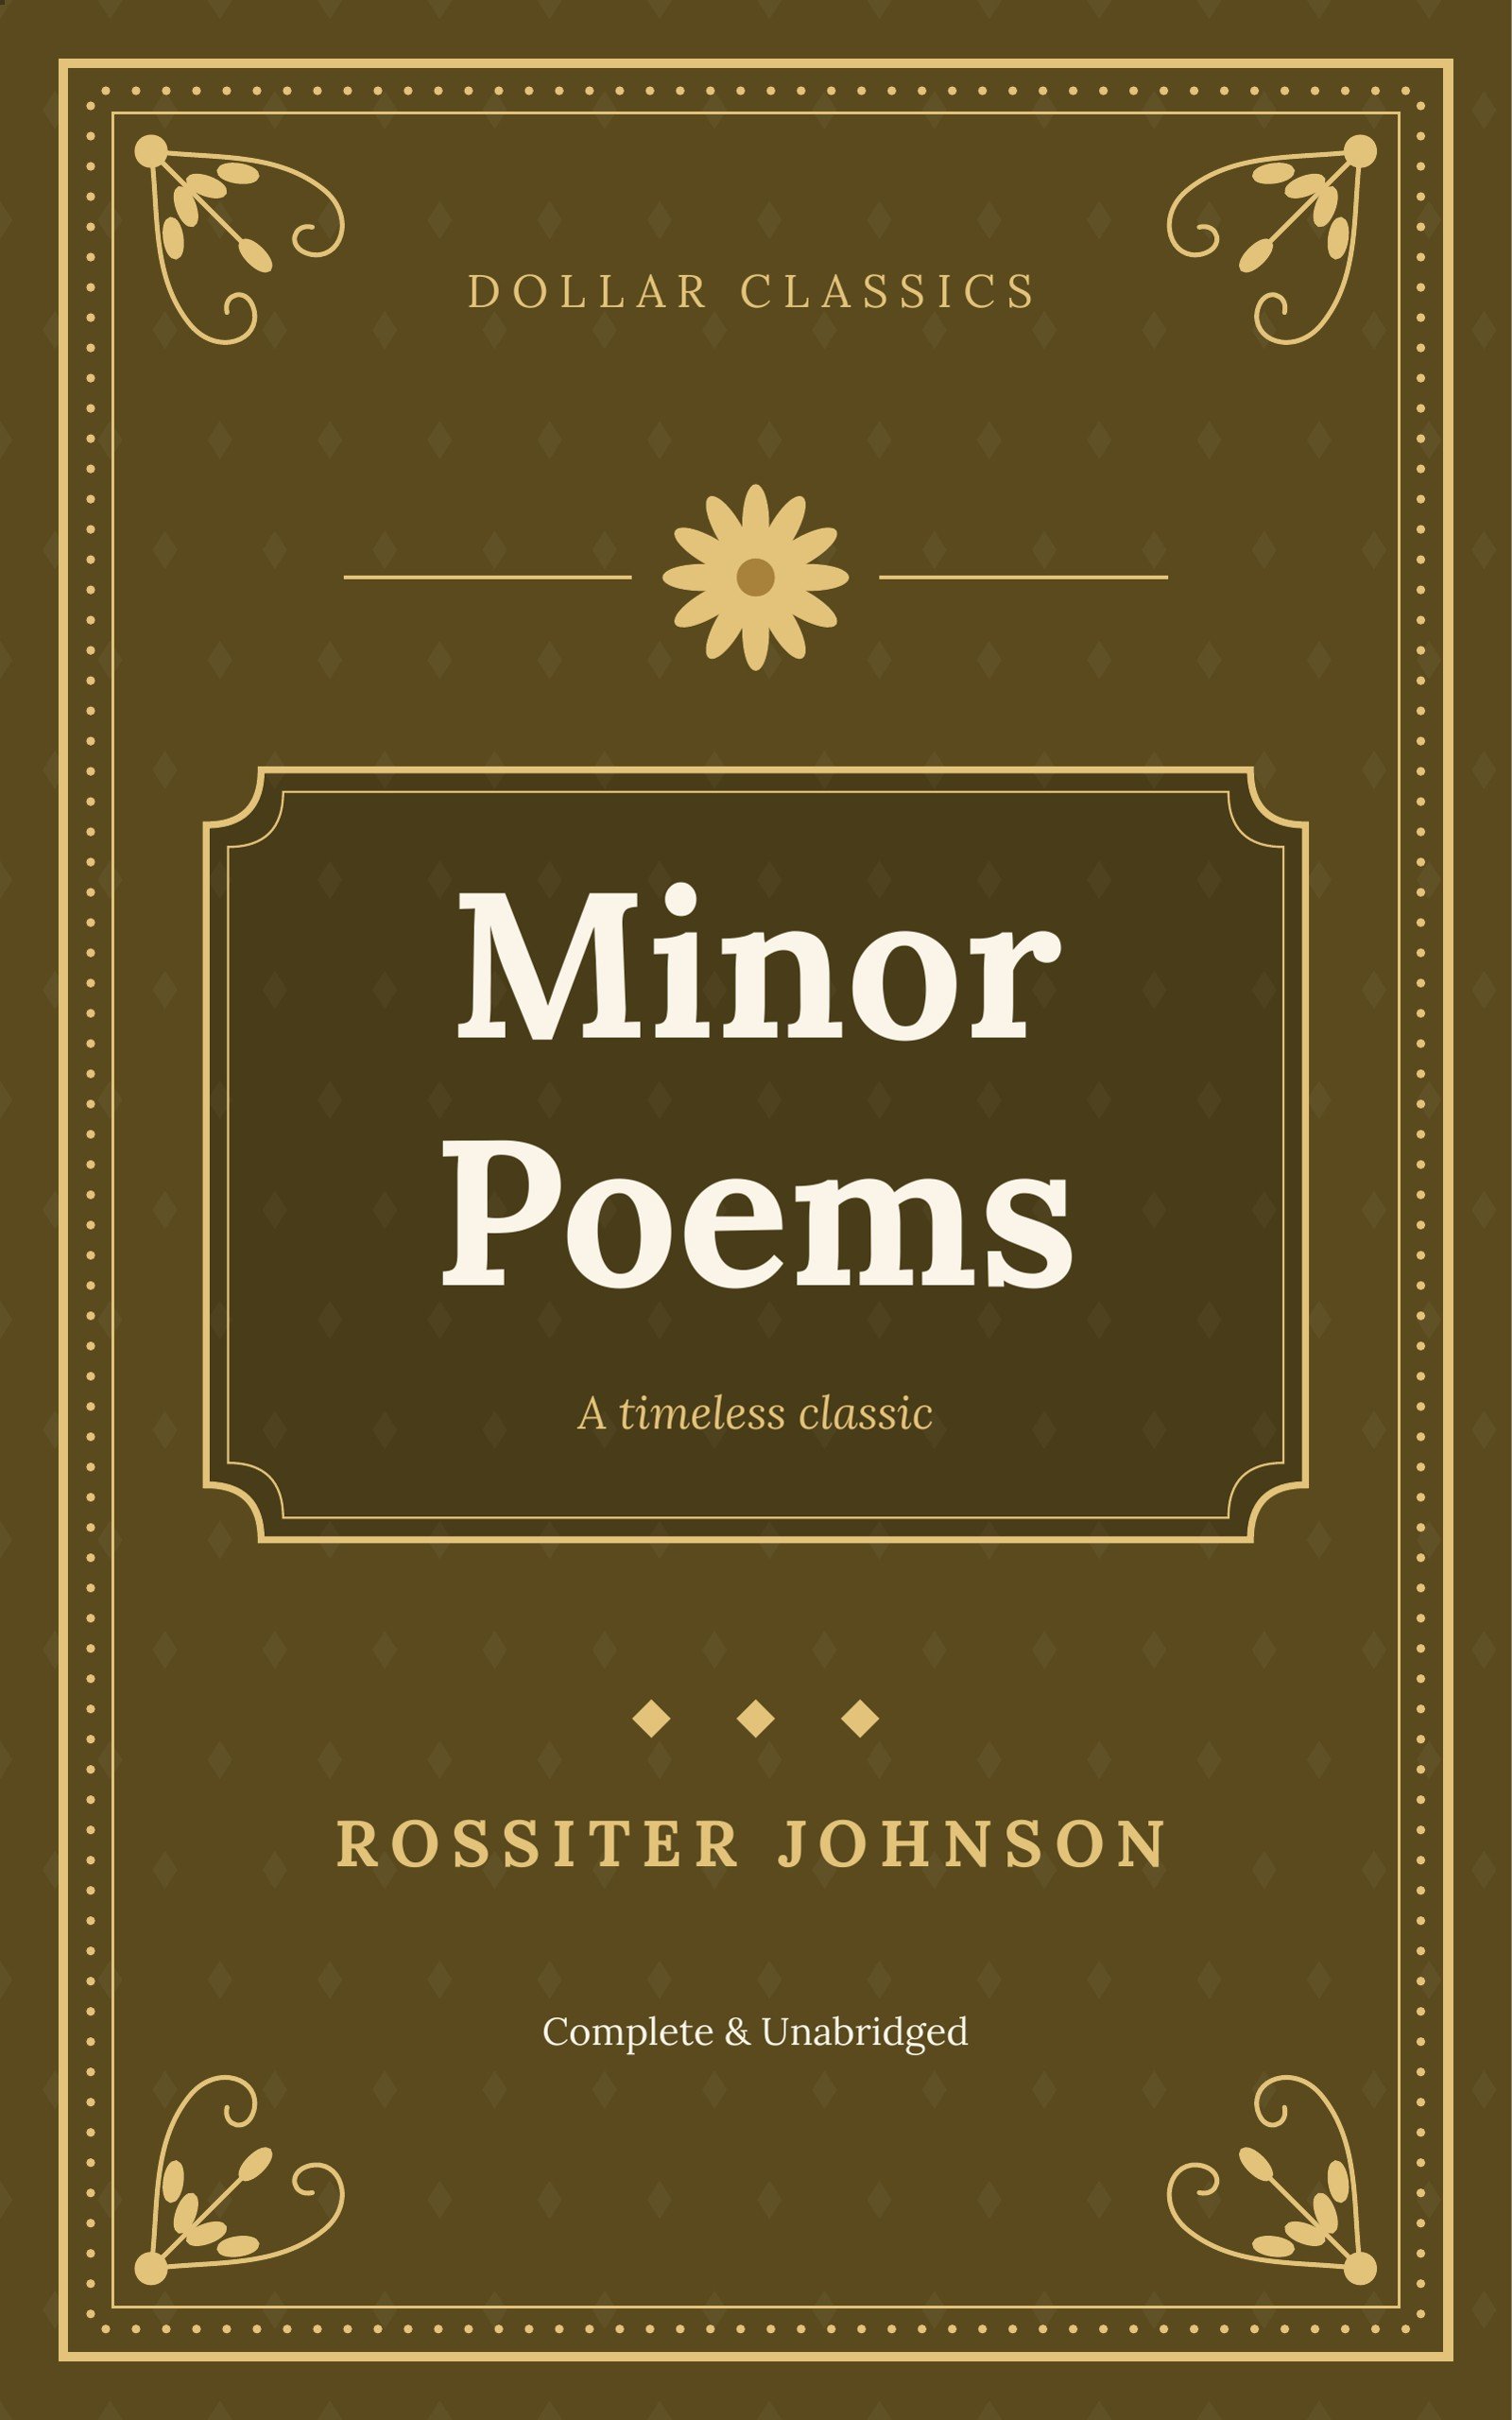 DOLLAR CLASSICS
Minor
Poems
A timeless classic
ROSSITER JOHNSON
Complete & Unabridged